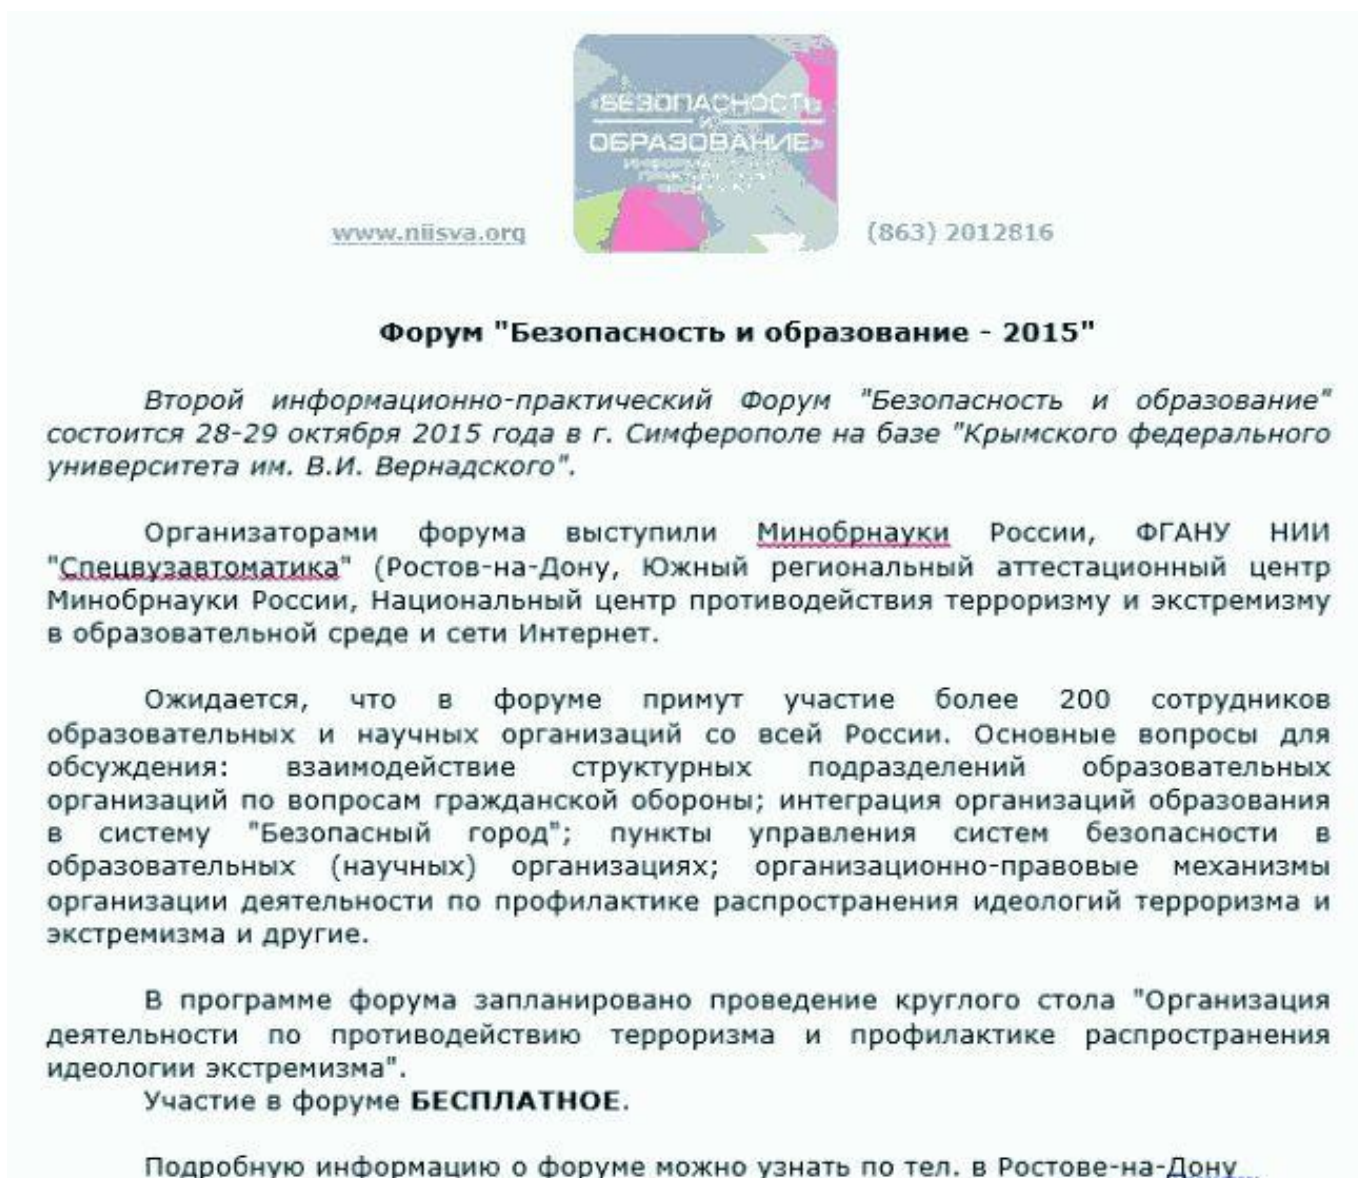 «БЕЗОПАСНОСТЬ
И
ОБРАЗОВАНИЕ»
www.niisva.org
(863) 2012816
Форум "Безопасность и образование - 2015"
Второй информационно-практический Форум "Безопасность и образование"
состоится 28-29 октября 2015 года в г. Симферополе на базе "Крымского федерального
университета им. В.И. Вернадского".
Организаторами форума выступили Минобрнауки России, ФГАНУ НИИ
"Спецвузавтоматика" (Ростов-на-Дону, Южный региональный аттестационный центр
Минобрнауки России, Национальный центр противодействия терроризму и экстремизму
в образовательной среде и сети Интернет.
Ожидается, что в форуме примут участие более 200 сотрудников
образовательных и научных организаций со всей России. Основные вопросы для
обсуждения: взаимодействие структурных подразделений образовательных
организаций по вопросам гражданской обороны; интеграция организаций образования
в систему "Безопасный город"; пункты управления систем безопасности в
образовательных (научных) организациях; организационно-правовые механизмы
организации деятельности по профилактике распространения идеологий терроризма и
экстремизма и другие.
В программе форума запланировано проведение круглого стола "Организация
деятельности по противодействию терроризма и профилактике распространения
идеологии экстремизма".
Участие в форуме БЕСПЛАТНОЕ.
Подробную информацию о форуме можно узнать по тел. в Ростове-на-Дону